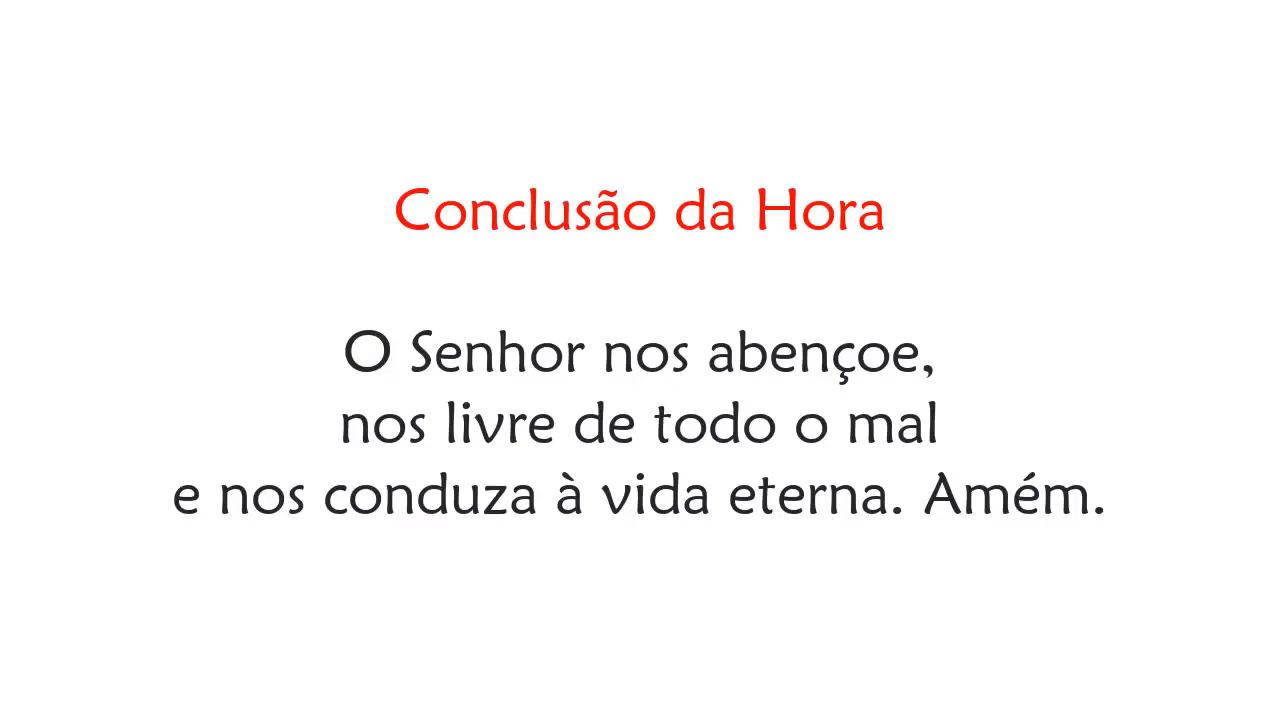 Conclusão da Hora
O Senhor nos abençoe,
nos livre de todo o mal
e nos conduza à vida eterna. Amém.